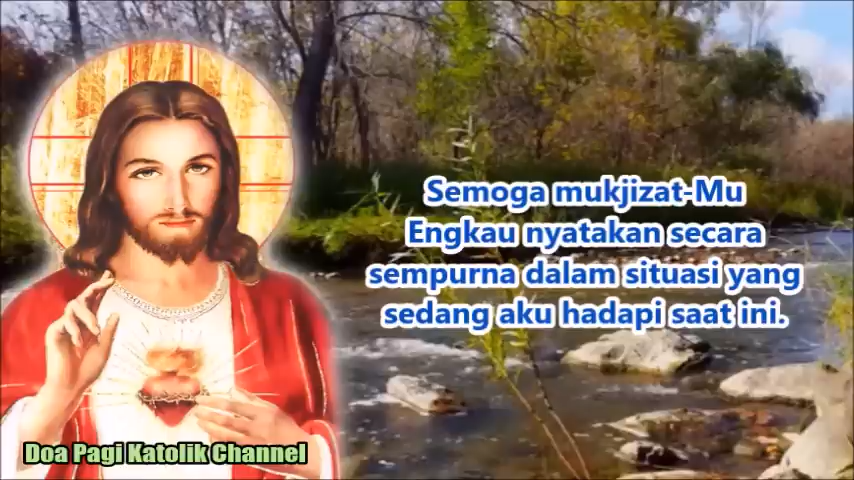 Semoga mukjizat-Mu
Engkau nyatakan secara
sempurna dalam situasi yang
sedang aku hadapi saat ini.
Doa Pagi Katolik Channel